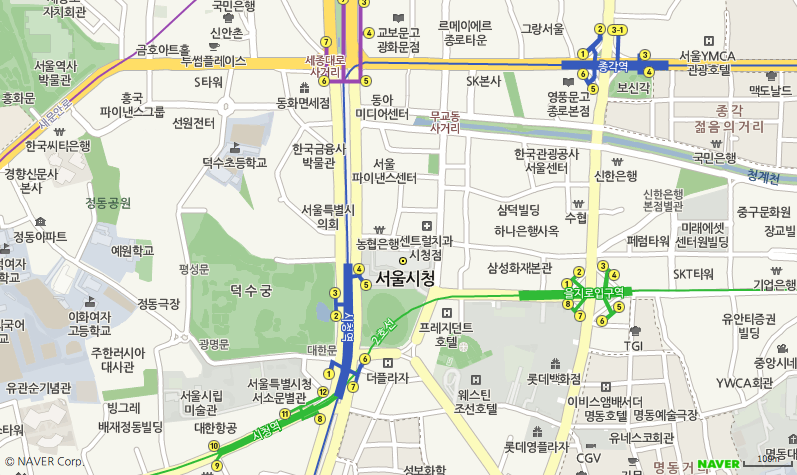 자치회관
국민은행
신안촌
금호아트홀
투썸플레이스
서울역사
박물관
S타워
흥화문
흥국
파이낸스그룹
새문안로
선원전터
한국씨티은행
덕수초등학교
경향신문사
본사
정동공원
정동아파트
예원학교
평성문
덕수궁
정동극장
이화여자
고등학교
광명문
대한문
주한러시아
대사관
유관순기념관
빙그레
배재정동빌딩
서울시립
미술관
대한항공
서울특별시청
서소문별관
시청역
세종대로
사거리
동화면세점
교보문고
광화문점
동아
미디어센터
르메이에르
종로타운
그랑서울
SK본사
종각역
서울YMCA
관광호텔
보신각
맥도날드
영풍문고
종로본점
종각
젊음의거리
무교동
사거리
국민은행
청계천
한국금융사
박물관
서울
파이낸스센터
한국관광공사
서울센터
신한은행
신한은행
본점별관
서울특별시
의회
농협은행
센트럴치과
시청점
삼덕빌딩
하나은행사옥
수협
페럼타워
미래에셋
센터원빌딩
중구문화원
장교빌
서울시청
삼성화재본관
SKT타워
기업은행
을지로입구역
시청역
2호선
프레지던트
호텔
더플라자
웨스틴
조선호텔
롯데백화점
TGI
유안타증권
빌딩
중앙시네
YWCA회관
이비스앰배서더
명동호텔
명동예술극장
유네스코회관
롯데영플라자
CGV
명동거리
성보화학
명동대
100m
NAVER
© NAVER Corp.